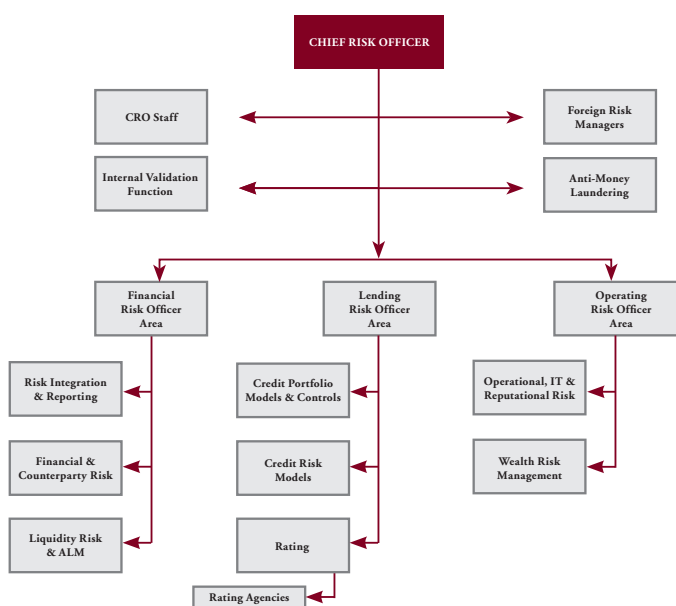 CHIEF RISK OFFICER
CRO Staff
Foreign Risk
Managers
Internal Validation
Function
Anti-Money
Laundering
Financial
Risk Officer
Area
Lending
Risk Officer
Area
Operating
Risk Officer
Area
Risk Integration
& Reporting
Credit Portfolio
Models & Controls
Operational, IT &
Reputational Risk
Financial &
Counterparty Risk
Credit Risk
Models
Wealth Risk
Management
Liquidity Risk
& ALM
Rating
Rating Agencies